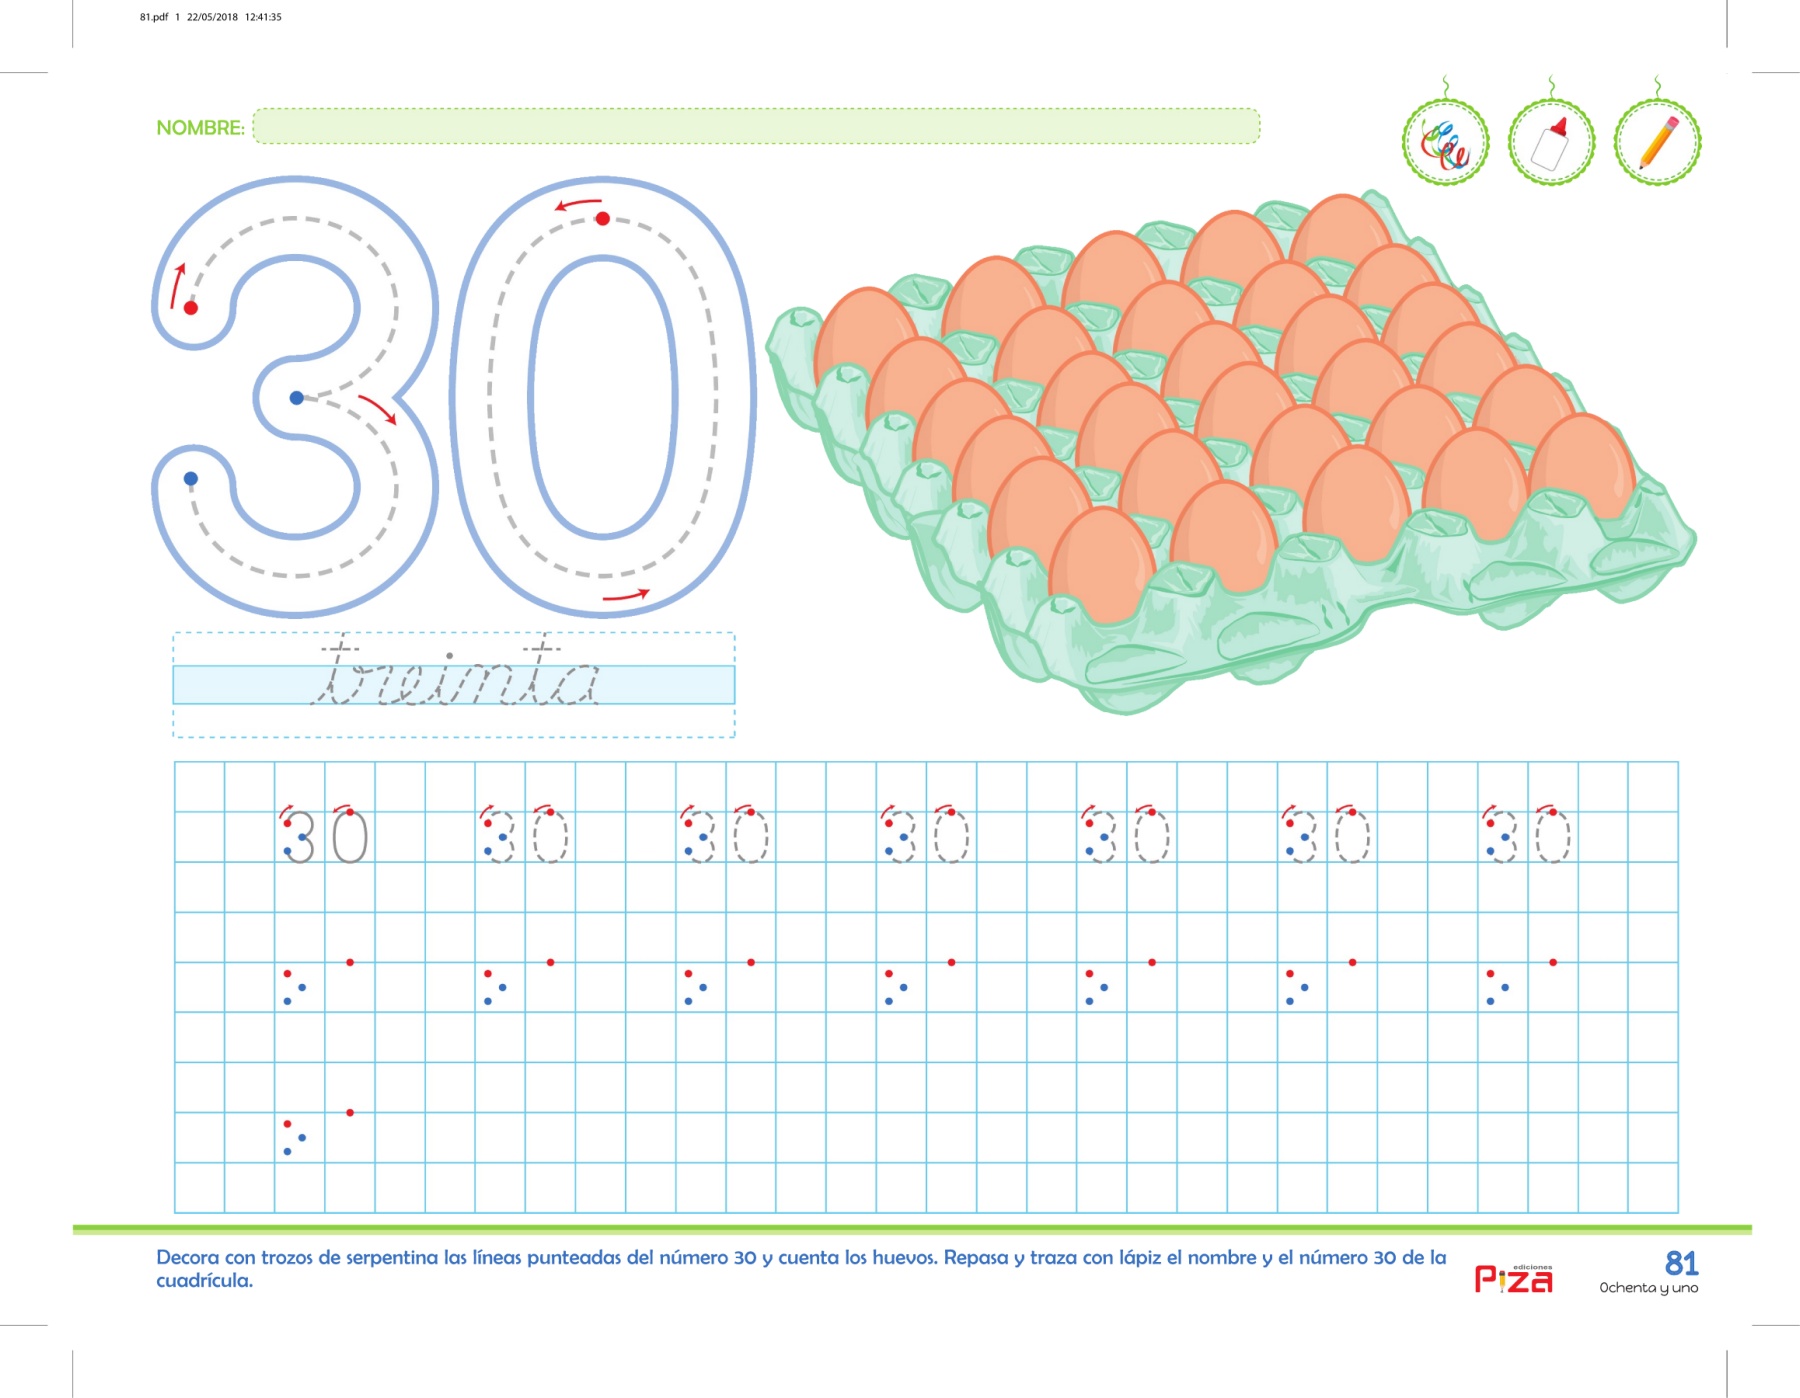 81.pdf 1 22/05/2018 12:41:35
NOMBRE:
30
treinta
30 30 30 30 30 30 30
Decora con trozos de serpentina las líneas punteadas del número 30 y cuenta los huevos. Repasa y traza con lápiz el nombre y el número 30 de la
cuadrícula.
ediciones
Piza
81
Ochenta y uno